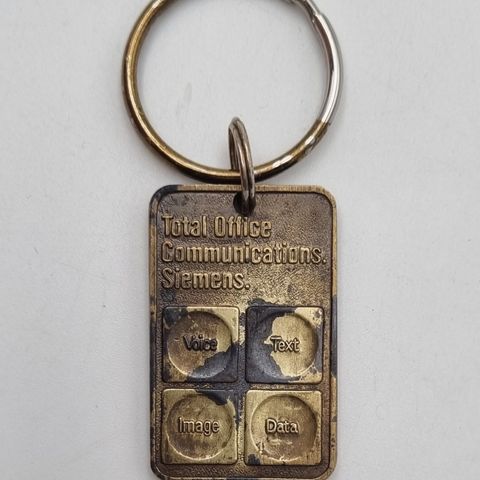 Total Office
Communications.
Siemens.
Voice Text
Image Data